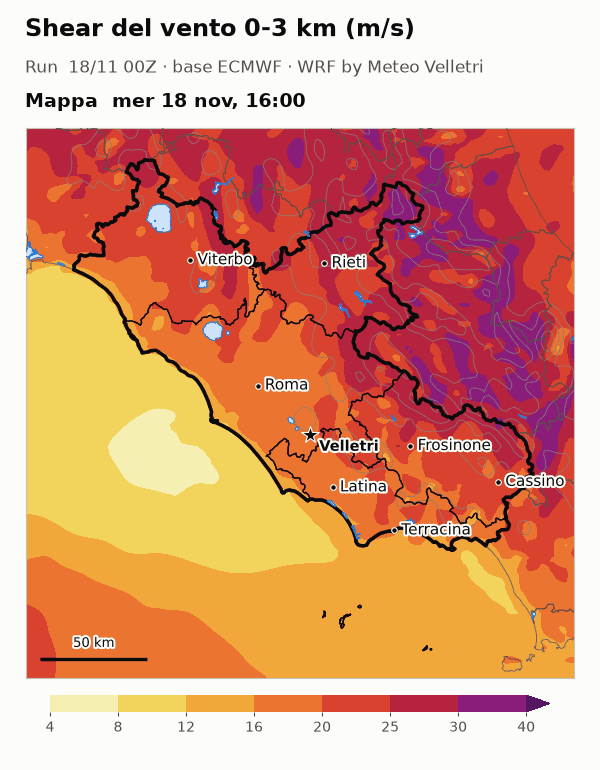 Shear del vento 0-3 km (m/s)
Run  18/11 00Z · base ECMWF · WRF by Meteo Velletri
Mappa  mer 18 nov, 16:00
Viterbo
Rieti
Roma
Velletri
Frosinone
Latina
Cassino
Terracina
50 km
4 8 12 16 20 25 30 40